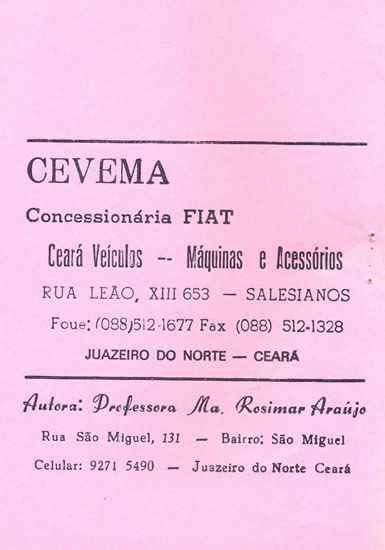 CEVEMA
Concessionária FIAT
Ceará Veículos -- Máquinas e Acessórios
RUA LEÃO, XIII 653 — SALESIANOS
Foue: (088)512-1677 Fax (088) 512-1328
JUAZEIRO DO NORTE — CEARÁ
Autora: Professora Ma. Rosimar Araújo
Rua São Miguel, 131 — Bairro: São Miguel
Celular: 9271 5490 — Juazeiro do Norte Ceará